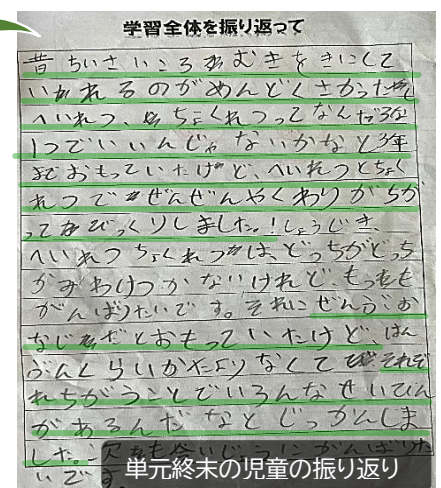 学習全体を振り返って
昔ちいさいころむきをきにして
いれるのがめんどくさかった
へいれつ、ちょくれつってなんだろな
1つでいいんじゃないかなと3年
までおもっていたけど、へいれつとちょく
れつでぜんぜんやくわりがちが
ってびっくりしました。!しょうじき、
へいれつちょくれつは、どっちがどっち
かみわけつかないけれど、もっと
がんばりたいです。それにぜんぶお
なじだとおもっていたけど、はん
ぶんくらいかたよりなくて それぞ
れちがうことでいろんなせいしつ
があるんだなとじっかんしま
した。 がんばりた
いです。
単元終末の児童の振り返り